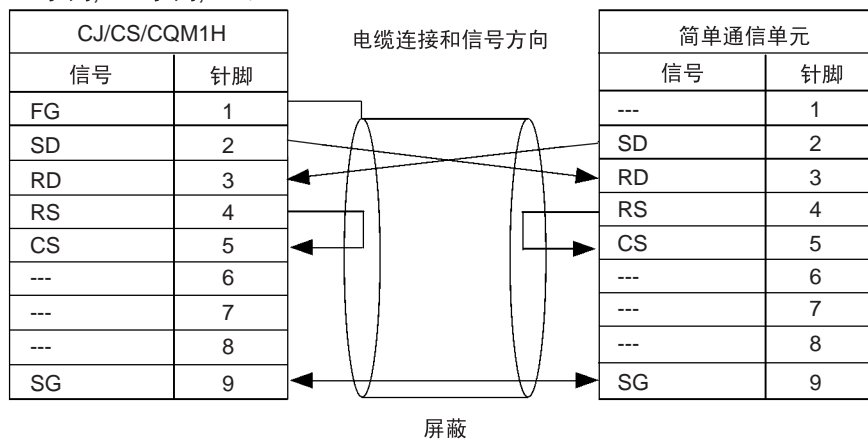 CJ/CS/CQM1H 电缆连接和信号方向 简单通信单元
信号 针脚 信号 针脚
FG 1 --- 1
SD 2 SD 2
RD 3 RD 3
RS 4 RS 4
CS 5 CS 5
--- 6 --- 6
--- 7 --- 7
--- 8 --- 8
SG 9 SG 9
屏蔽